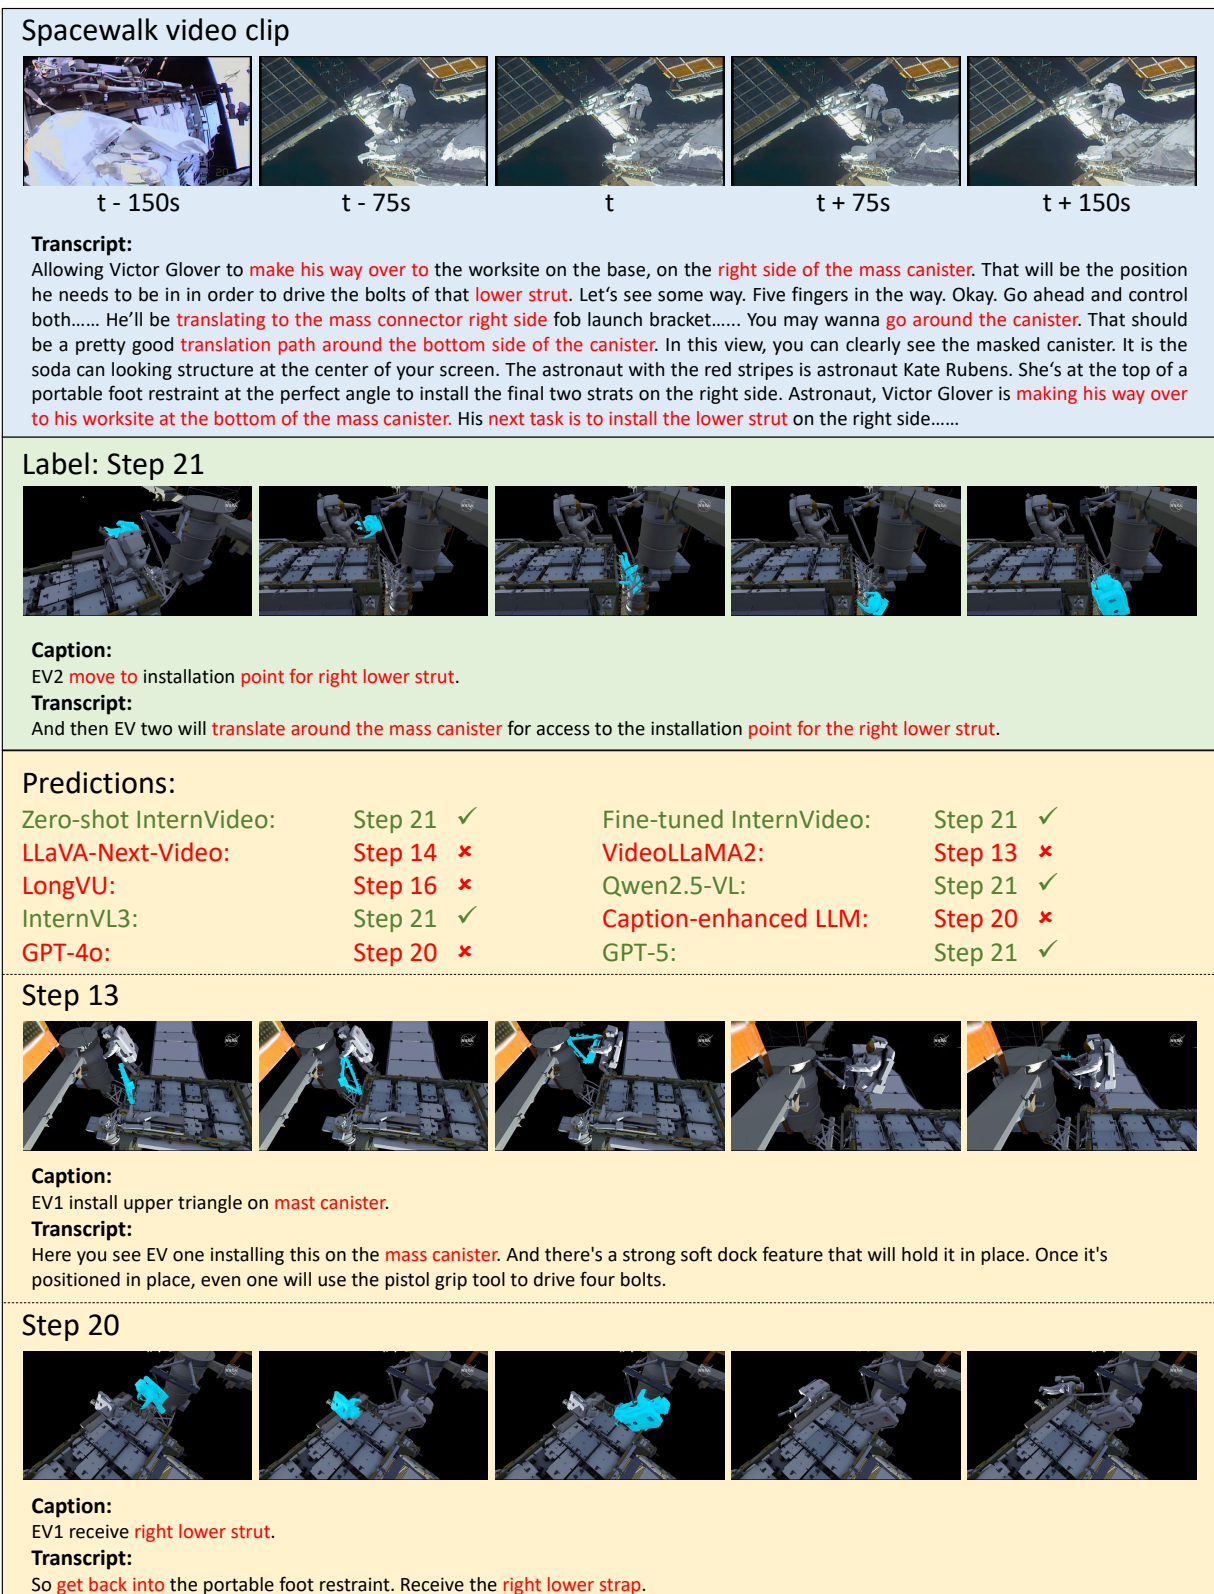 Spacewalk video clip
t - 150s
t - 75s
t
t + 75s
t + 150s
Transcript:
Allowing Victor Glover to make his way over to the worksite on the base, on the right side of the mass canister. That will be the position
he needs to be in in order to drive the bolts of that lower strut. Let's see some way. Five fingers in the way. Okay. Go ahead and control
both…… He'll be translating to the mass connector right side fob launch bracket…... You may wanna go around the canister. That should
be a pretty good translation path around the bottom side of the canister. In this view, you can clearly see the masked canister. It is the
soda can looking structure at the center of your screen. The astronaut with the red stripes is astronaut Kate Rubens. She's at the top of a
portable foot restraint at the perfect angle to install the final two strats on the right side. Astronaut, Victor Glover is making his way over
to his worksite at the bottom of the mass canister. His next task is to install the lower strut on the right side……
Label: Step 21
NASA
NASA
NASA
NASA
NASA
Caption:
EV2 move to installation point for right lower strut.
Transcript:
And then EV two will translate around the mass canister for access to the installation point for the right lower strut.
Predictions:
Zero-shot InternVideo: Step 21 ✓ Fine-tuned InternVideo: Step 21 ✓
LLaVA-Next-Video: Step 14 ✗ VideoLLaMA2: Step 13 ✗
LongVU: Step 16 ✗ Qwen2.5-VL: Step 21 ✓
InternVL3: Step 21 ✓ Caption-enhanced LLM: Step 20 ✗
GPT-4o: Step 20 ✗ GPT-5: Step 21 ✓
Step 13
NASA
NASA
NASA
NASA
NASA
Caption:
EV1 install upper triangle on mast canister.
Transcript:
Here you see EV one installing this on the mass canister. And there's a strong soft dock feature that will hold it in place. Once it's
positioned in place, even one will use the pistol grip tool to drive four bolts.
Step 20
NASA
NASA
NASA
NASA
NASA
Caption:
EV1 receive right lower strut.
Transcript:
So get back into the portable foot restraint. Receive the right lower strap.